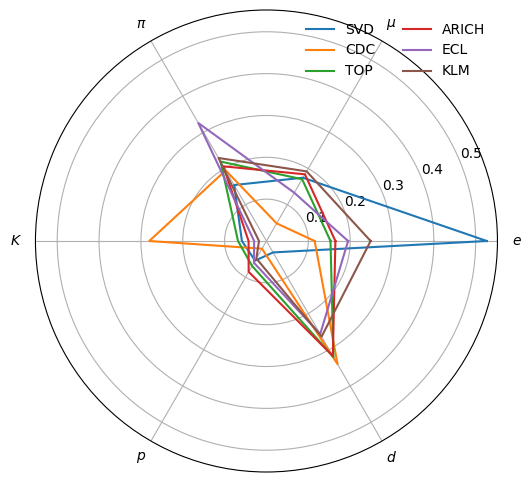 π
μ
SVD ARICH
CDC ECL
TOP KLM
0.5
0.4
0.3
0.2
0.1
K
e
p
d